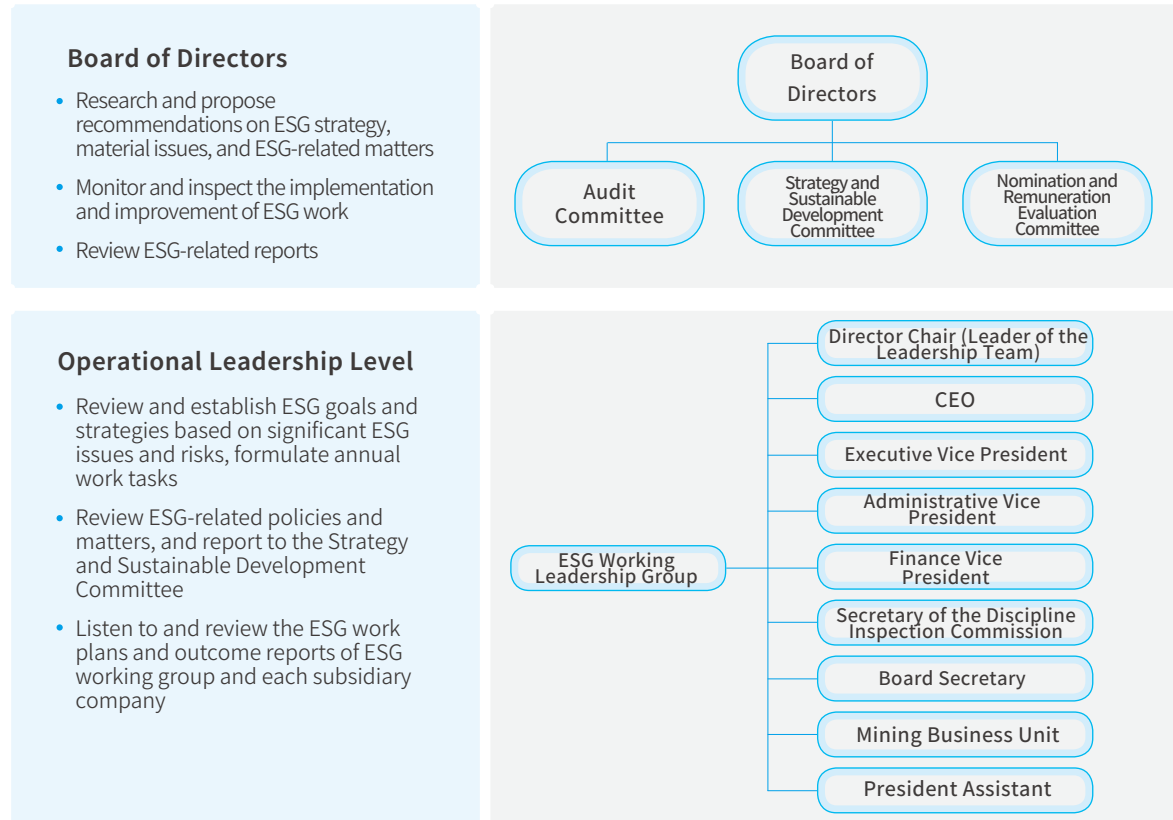 Board of Directors
• Research and propose
recommendations on ESG strategy,
material issues, and ESG-related matters
• Monitor and inspect the implementation
and improvement of ESG work
• Review ESG-related reports
Board of
Directors
Audit
Committee
Strategy and
Sustainable
Development
Committee
Nomination and
Remuneration
Evaluation
Committee
Operational Leadership Level
• Review and establish ESG goals and
strategies based on significant ESG
issues and risks, formulate annual
work tasks
• Review ESG-related policies and
matters, and report to the Strategy
and Sustainable Development
Committee
• Listen to and review the ESG work
plans and outcome reports of ESG
working group and each subsidiary
company
ESG Working
Leadership Group
Director Chair (Leader of the
Leadership Team)
CEO
Executive Vice President
Administrative Vice
President
Finance Vice
President
Secretary of the Discipline
Inspection Commission
Board Secretary
Mining Business Unit
President Assistant